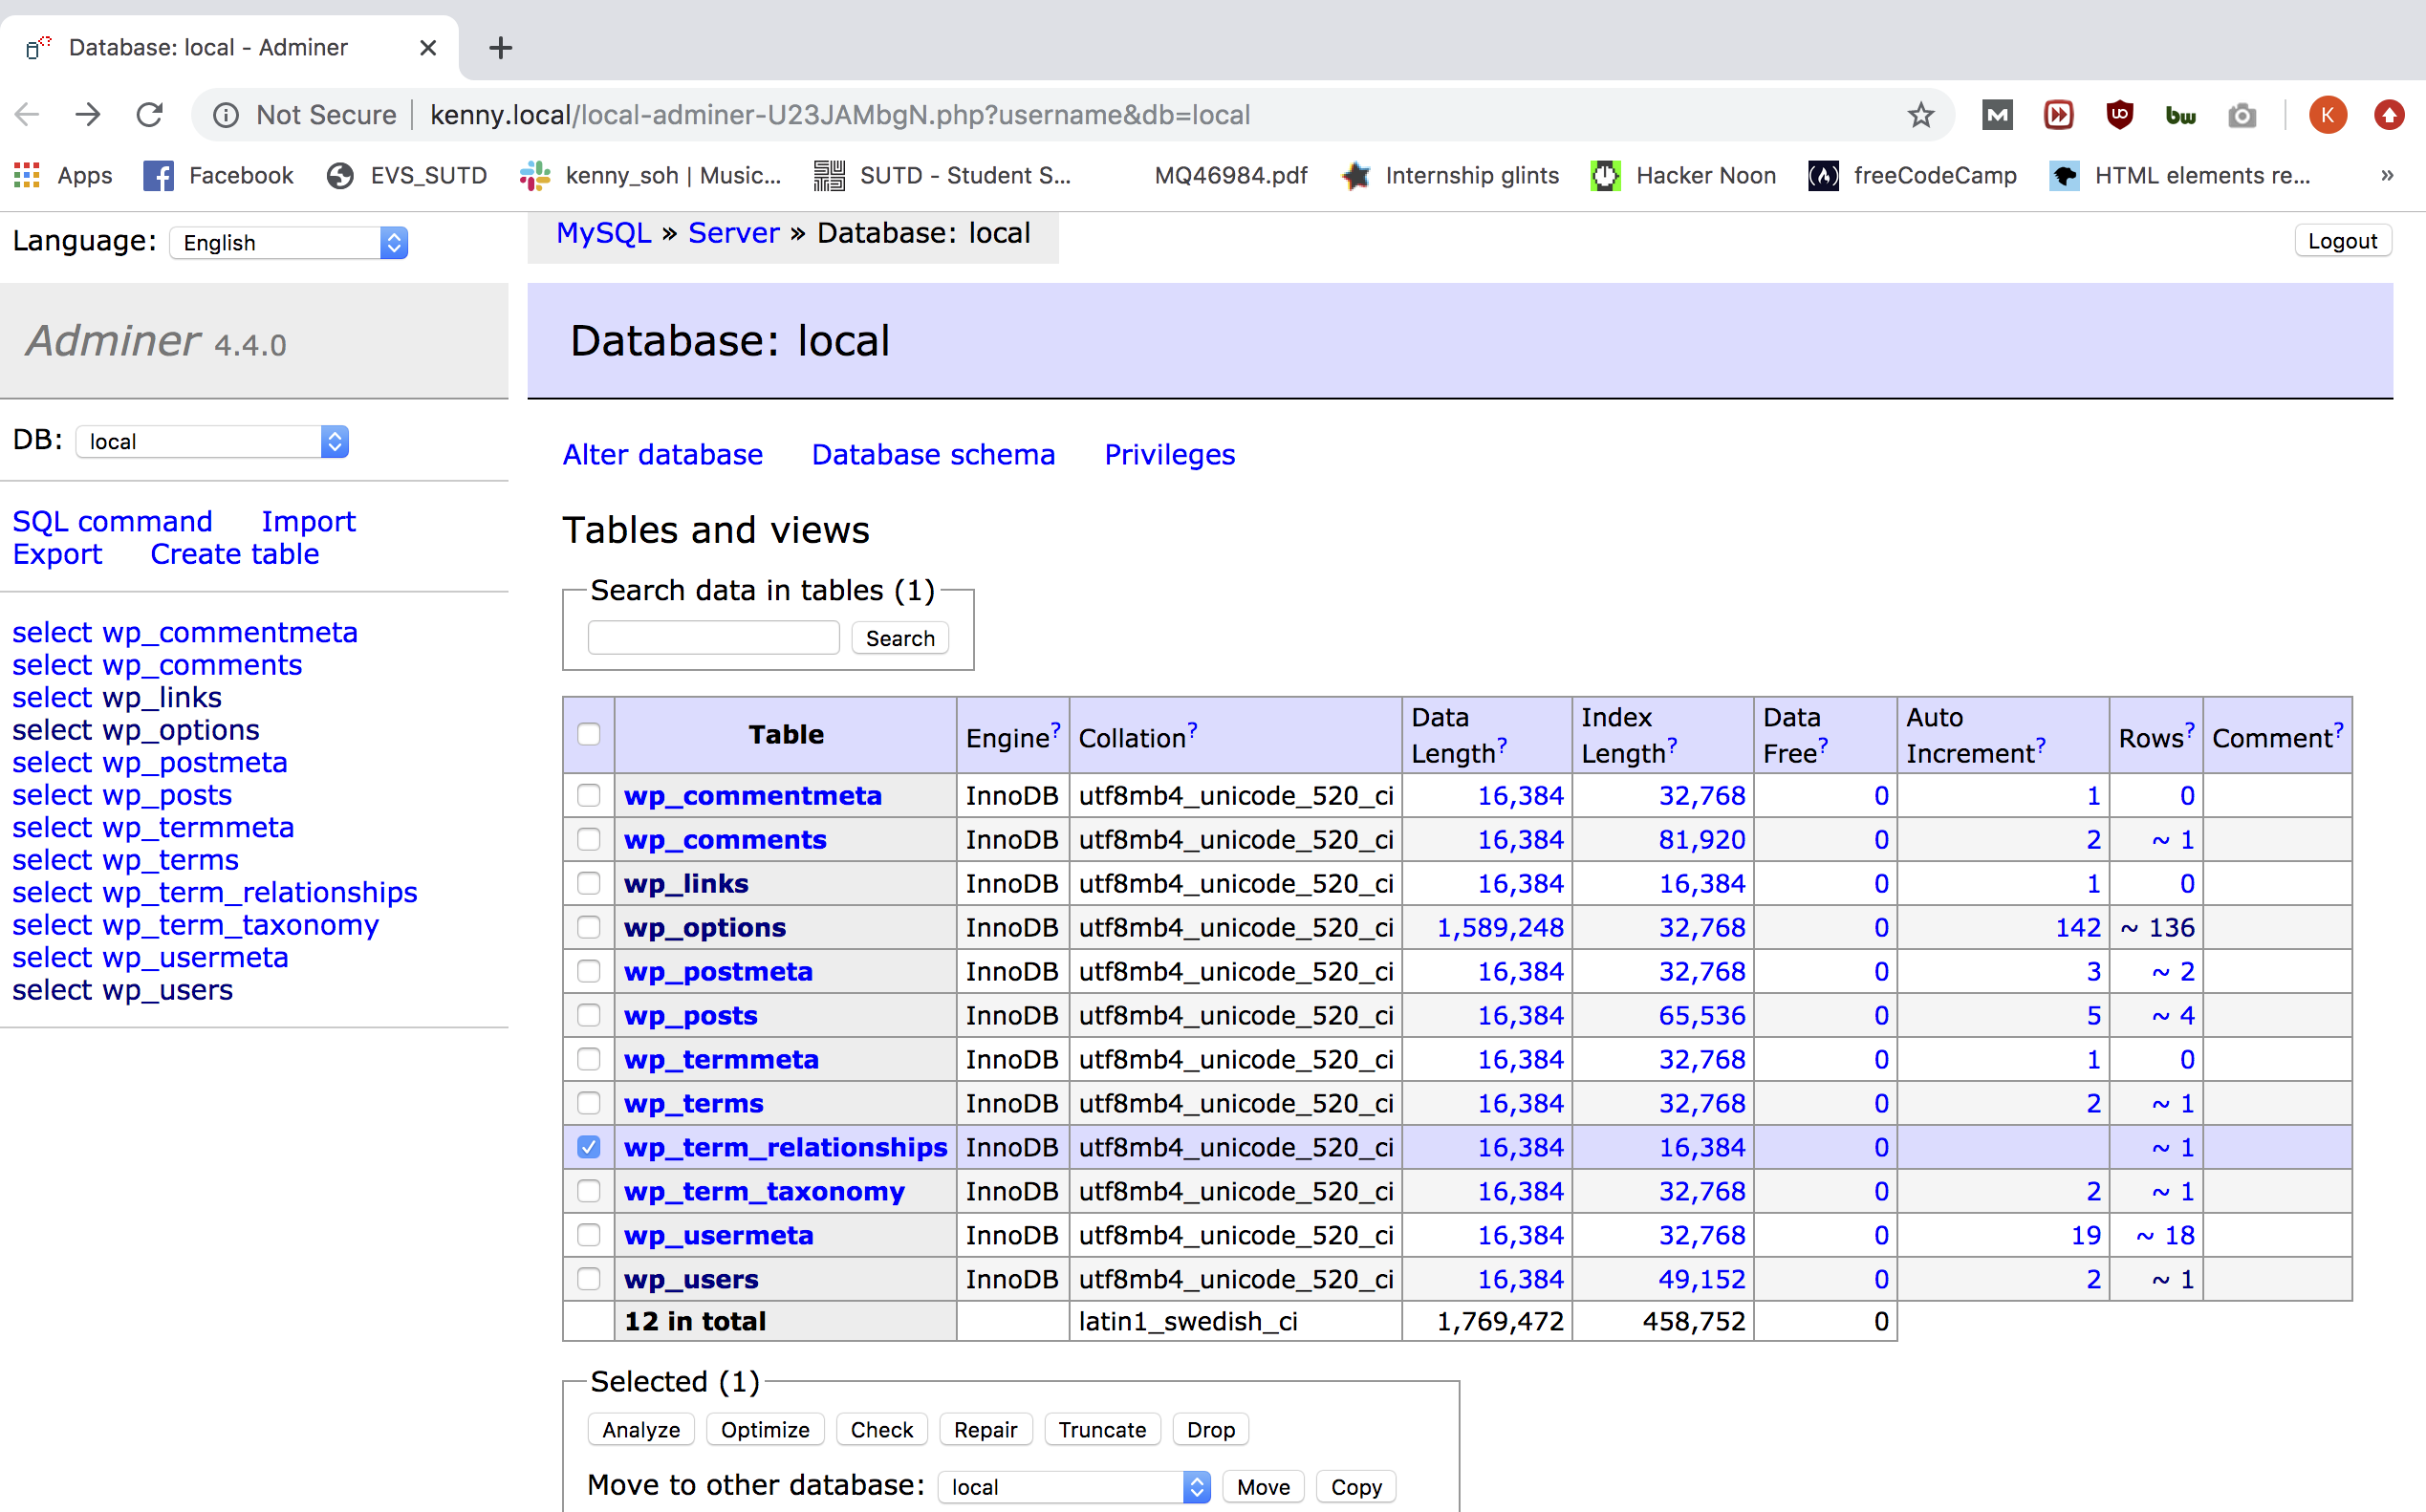 Database: local - Adminer
Not Secure kenny.local/local-adminer-U23JAMbgN.php?username&db=local
K
Apps Facebook EVS_SUTD kenny_soh | Music... SUTD - Student S... MQ46984.pdf Internship glints Hacker Noon freeCodeCamp HTML elements re... »
Language: English
MySQL » Server » Database: local
Logout
Adminer 4.4.0
Database: local
DB: local
Alter database Database schema Privileges
SQL command Import
Export Create table
select wp_commentmeta
select wp_comments
select wp_links
select wp_options
select wp_postmeta
select wp_posts
select wp_termmeta
select wp_terms
select wp_term_relationships
select wp_term_taxonomy
select wp_usermeta
select wp_users
Tables and views
Search data in tables (1)
Search
Table Engine? Collation? Data Length? Index Length? Data Free? Auto Increment? Rows? Comment?
wp_commentmeta InnoDB utf8mb4_unicode_520_ci 16,384 32,768 0 1 0
wp_comments InnoDB utf8mb4_unicode_520_ci 16,384 81,920 0 2 ~ 1
wp_links InnoDB utf8mb4_unicode_520_ci 16,384 16,384 0 1 0
wp_options InnoDB utf8mb4_unicode_520_ci 1,589,248 32,768 0 142 ~ 136
wp_postmeta InnoDB utf8mb4_unicode_520_ci 16,384 32,768 0 3 ~ 2
wp_posts InnoDB utf8mb4_unicode_520_ci 16,384 65,536 0 5 ~ 4
wp_termmeta InnoDB utf8mb4_unicode_520_ci 16,384 32,768 0 1 0
wp_terms InnoDB utf8mb4_unicode_520_ci 16,384 32,768 0 2 ~ 1
wp_term_relationships InnoDB utf8mb4_unicode_520_ci 16,384 16,384 0 ~ 1
wp_term_taxonomy InnoDB utf8mb4_unicode_520_ci 16,384 32,768 0 2 ~ 1
wp_usermeta InnoDB utf8mb4_unicode_520_ci 16,384 32,768 0 19 ~ 18
wp_users InnoDB utf8mb4_unicode_520_ci 16,384 49,152 0 2 ~ 1
12 in total latin1_swedish_ci 1,769,472 458,752 0
Selected (1)
Analyze Optimize Check Repair Truncate Drop
Move to other database: local Move Copy